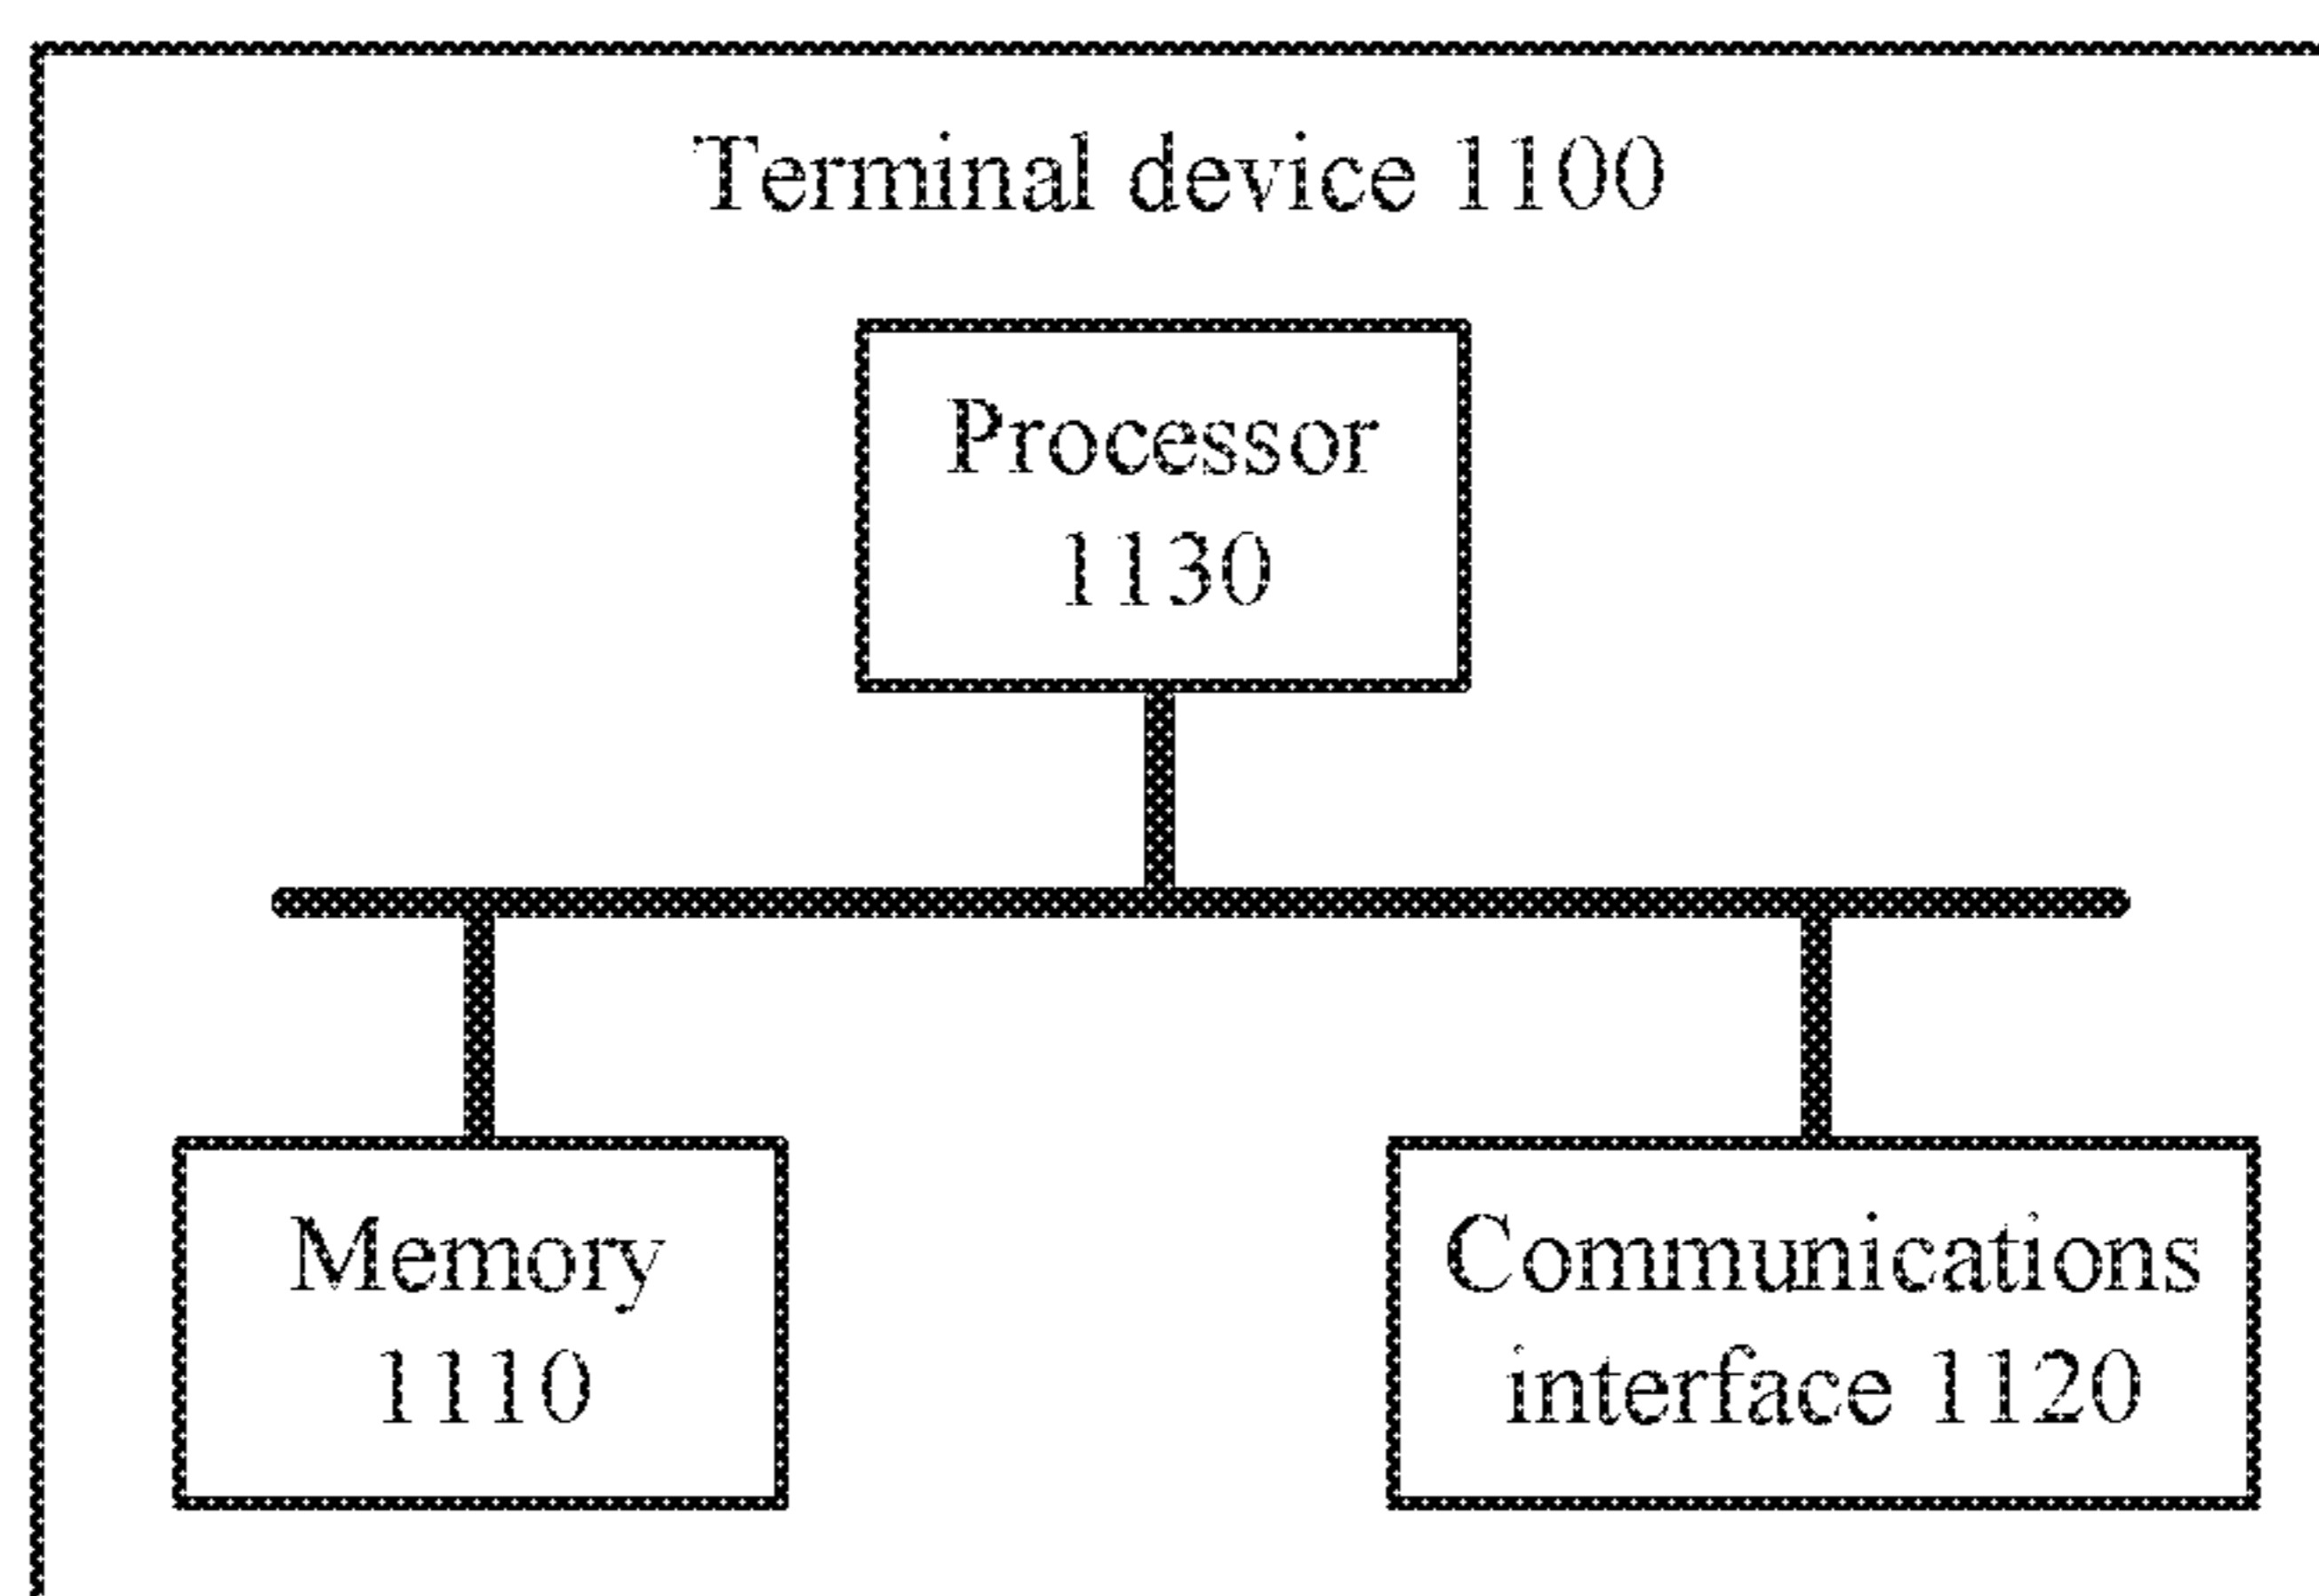 Terminal device 1100
Processor
1130
Memory
1110
Communications
interface 1120